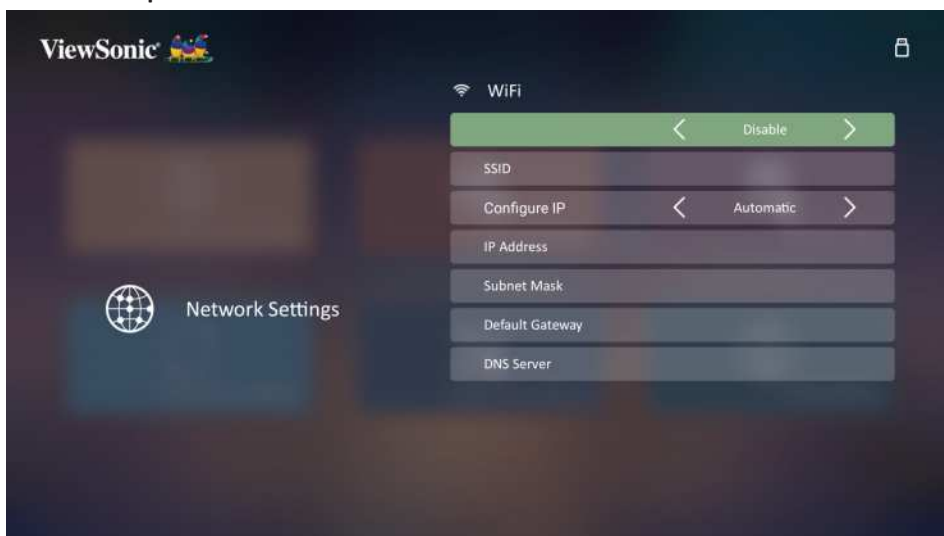 ViewSonic
WiFi
Disable
SSID
Configure IP Automatic
IP Address
Subnet Mask
Network Settings
Default Gateway
DNS Server